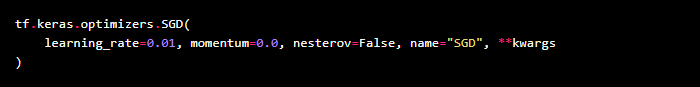 tf.keras.optimizers.SGD(
    learning_rate=0.01, momentum=0.0, nesterov=False, name="SGD", **kwargs
)